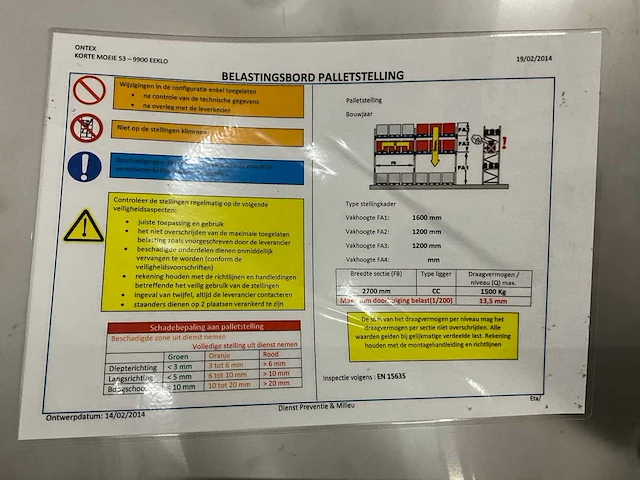 ONTEX
KORTE MOEIE 53 – 9900 EEKLO
19/02/2014
BELASTINGSBORD PALLETSTELLING
Wijzigingen in de configuratie enkel toegelaten
• na controle van de technische gegevens
• na overleg met de leverancier
Niet op de stellingen klimmen
Beschadigingen
Controleer de stellingen regelmatig op de volgende
veiligheidsaspecten:
• juiste toepassing en gebruik
• het niet overschrijven van de maximale toegelaten
belasting zoals voorgeschreven door de leverancier
• beschadigde onderdelen dienen onmiddellijk
vervangen te worden (conform de
veiligheidsvoorschriften)
• rekening houden met de richtlijnen en handleidingen
betreffende het veilig gebruik van de stellingen
• ingeval van twijfel, altijd de leverancier contacteren
• staanders dienen op 2 plaatsen verankerd te zijn
Schadebepaling aan palletstelling
Beschadigde zone uit dienst nemen
Volledige stelling uit dienst nemen
Groen Oranje Rood
Diepterichting < 3 mm 3 tot 6 mm > 6 mm
Langsrichting < 5 mm 6 tot 10 mm > 10 mm
< 10 mm 10 tot 20 mm > 20 mm
Ontwerpdatum: 14/02/2014
Palletstelling
Bouwjaar
FA3
FA2
FA1
FB
Type stellingkader
Vakhoogte FA1: 1600 mm
Vakhoogte FA2: 1200 mm
Vakhoogte FA3: 1200 mm
Vakhoogte FA4: mm
Breedte sectie (FB) Type ligger Draagvermogen /
niveau (Q) max.
2700 mm CC 1500 Kg
Maximum doorbuiging belast(1/200) 13,5 mm
De som van het draagvermogen per niveau mag het
draagvermogen per sectie niet overschrijden. Alle
waarden gelden bij gelijkmatige verdeelde last. Rekening
houden met de montagehandleiding en richtlijnen
Inspectie volgens : EN 15635
Dienst Preventie & Milieu